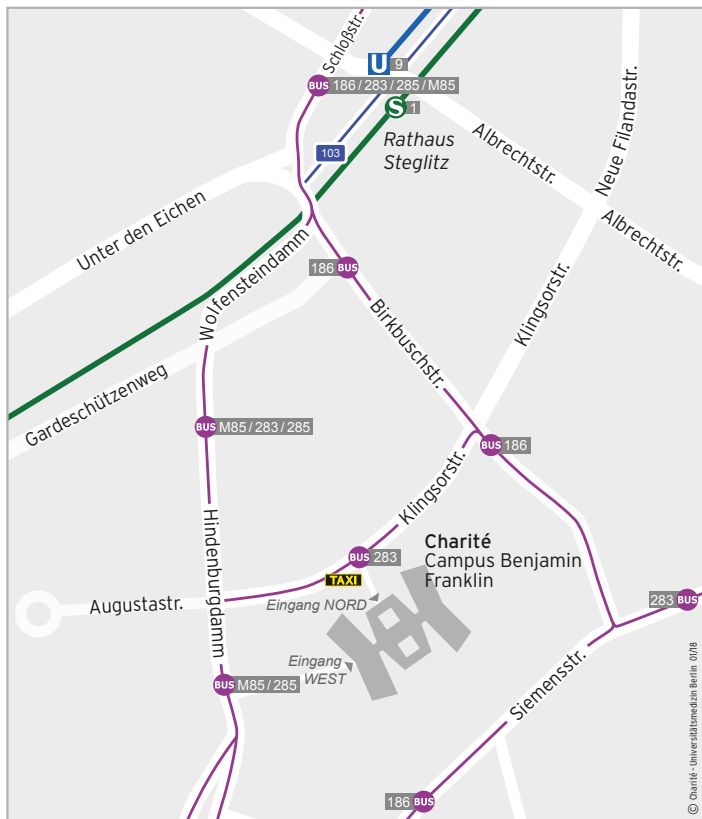 Schloßstr.
U 9
BUS 186 / 283 / 285 / M85
S 1
Rathaus
Steglitz
103
Albrechtstr.
Neue Filandastr.
Albrechtstr.
Unter den Eichen
Wolfensteindamm
186 BUS
Klingsorstr.
Birkbuschstr.
Gardeschützenweg
BUS M85 / 283 / 285
BUS 186
Klingsorstr.
Hindenburgdamm
Charité
Campus Benjamin
Franklin
BUS 283
TAXI
Augustastr.
Eingang NORD
283 BUS
Eingang
WEST
Siemensstr.
BUS M85 / 285
186 BUS
© Charité - Universitätsmedizin Berlin 01/18